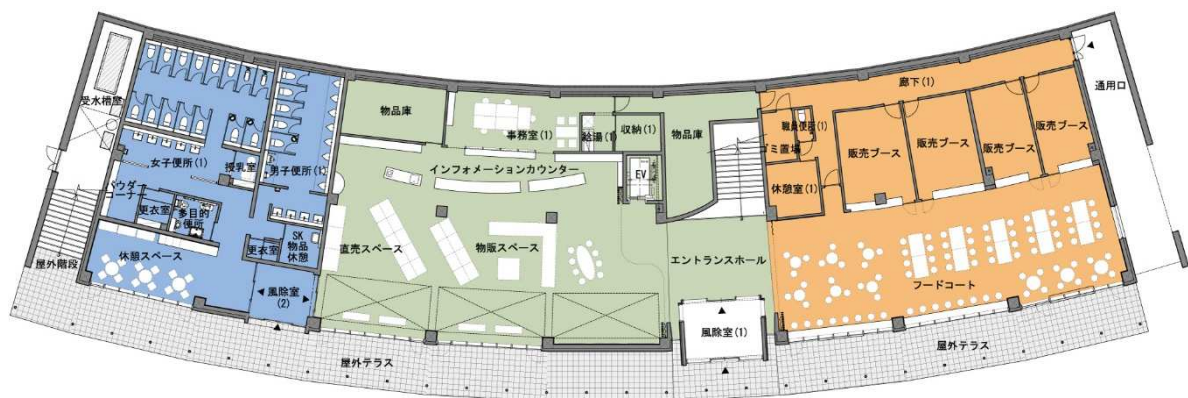 受水槽室
女子便所(1)
授乳室
男子便所(1)
パウダー
コーナー
更衣室
多目的
便所
更衣室
SK
物品
休憩
休憩スペース
風除室
(2)
屋外階段
屋外テラス
物品庫
事務室(1)
給湯(1)
収納(1)
物品庫
インフォメーションカウンター
EV
直売スペース
物販スペース
エントランスホール
風除室(1)
職員便所(1)
ゴミ置場
休憩室(1)
廊下(1)
販売ブース
販売ブース
販売ブース
販売ブース
フードコート
通用口
屋外テラス